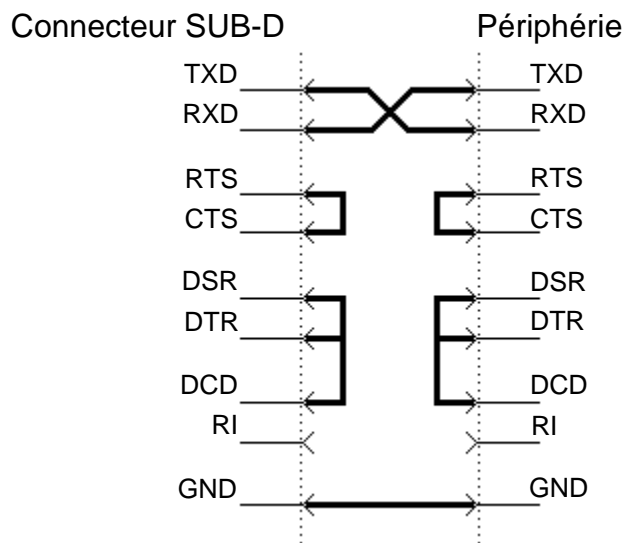 Connecteur SUB-D Périphérie
TXD TXD
RXD RXD
RTS RTS
CTS CTS
DSR DSR
DTR DTR
DCD DCD
RI RI
GND GND